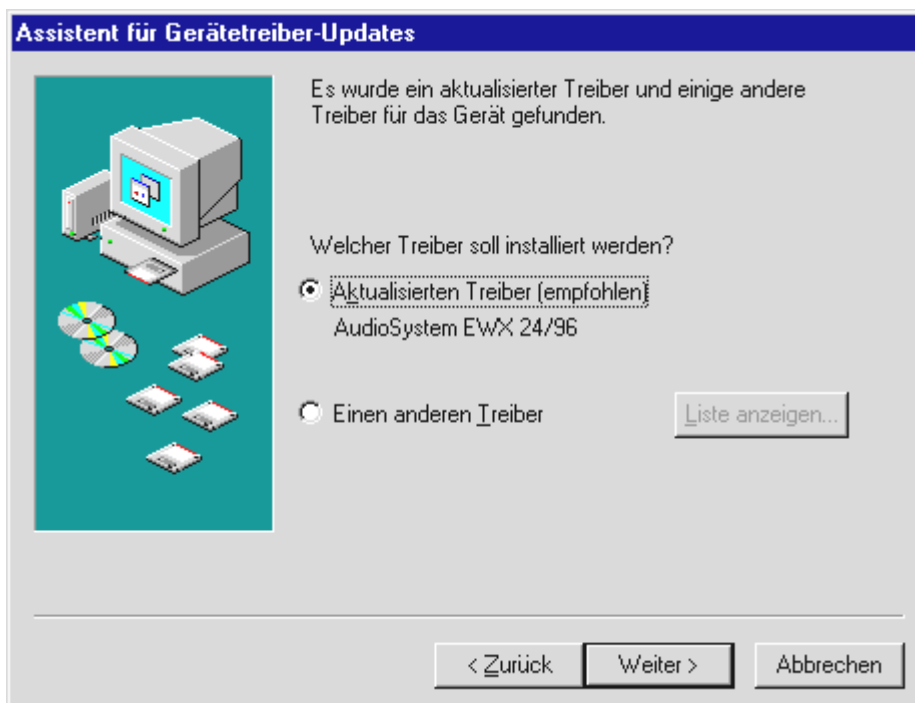 Assistent für Gerätetreiber-Updates
Es wurde ein aktualisierter Treiber und einige andere
Treiber für das Gerät gefunden.
Welcher Treiber soll installiert werden?
Aktualisierten Treiber (empfohlen)
AudioSystem EWX 24/96
Einen anderen Treiber
Liste anzeigen...
< Zurück
Weiter >
Abbrechen